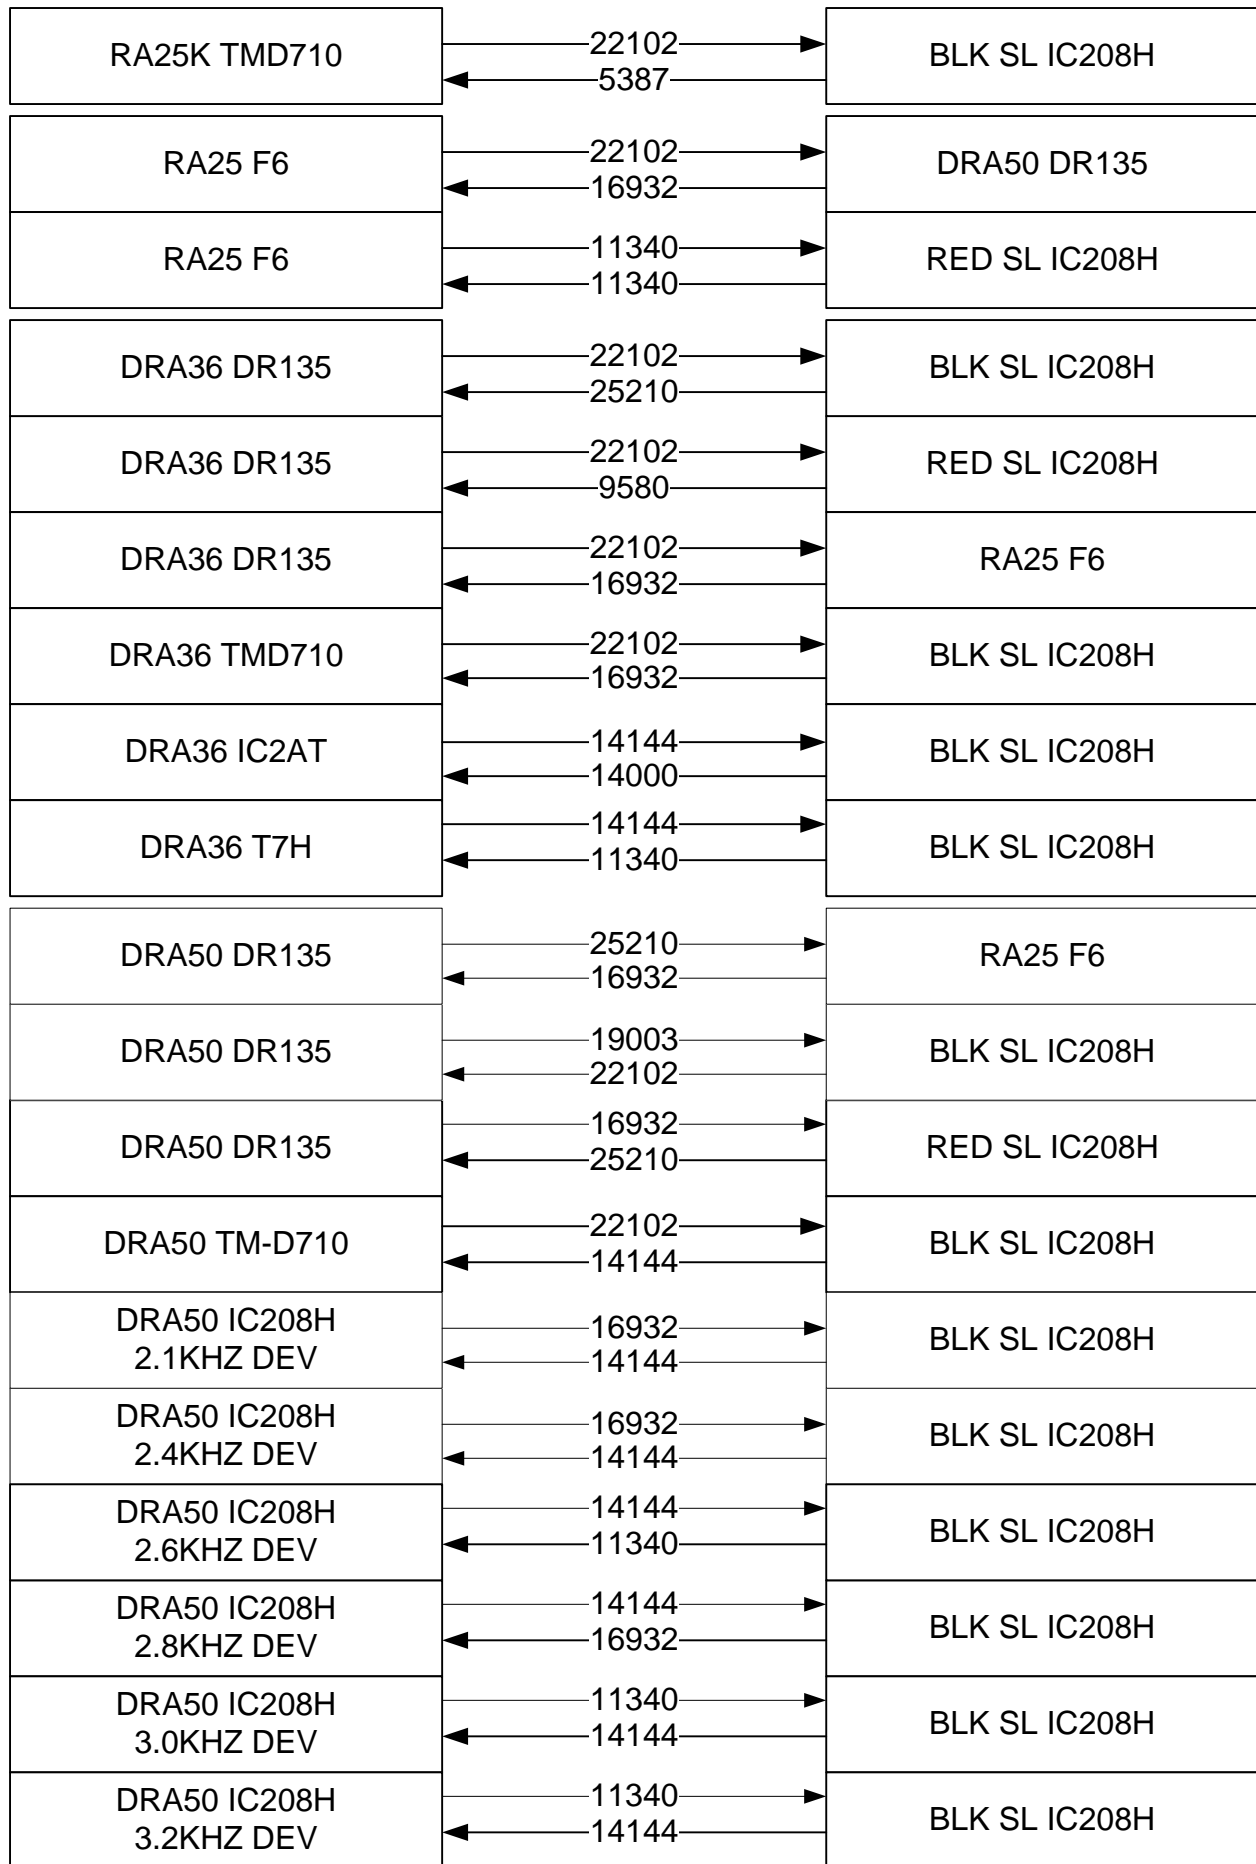 RA25K TMD710
22102
5387
BLK SL IC208H
RA25 F6
22102
16932
DRA50 DR135
RA25 F6
11340
11340
RED SL IC208H
DRA36 DR135
22102
25210
BLK SL IC208H
DRA36 DR135
22102
9580
RED SL IC208H
DRA36 DR135
22102
16932
RA25 F6
DRA36 TMD710
22102
16932
BLK SL IC208H
DRA36 IC2AT
14144
14000
BLK SL IC208H
DRA36 T7H
14144
11340
BLK SL IC208H
DRA50 DR135
25210
16932
RA25 F6
DRA50 DR135
19003
22102
BLK SL IC208H
DRA50 DR135
16932
25210
RED SL IC208H
DRA50 TM-D710
22102
14144
BLK SL IC208H
DRA50 IC208H
2.1KHZ DEV
16932
14144
BLK SL IC208H
DRA50 IC208H
2.4KHZ DEV
16932
14144
BLK SL IC208H
DRA50 IC208H
2.6KHZ DEV
14144
11340
BLK SL IC208H
DRA50 IC208H
2.8KHZ DEV
14144
16932
BLK SL IC208H
DRA50 IC208H
3.0KHZ DEV
11340
14144
BLK SL IC208H
DRA50 IC208H
3.2KHZ DEV
11340
14144
BLK SL IC208H